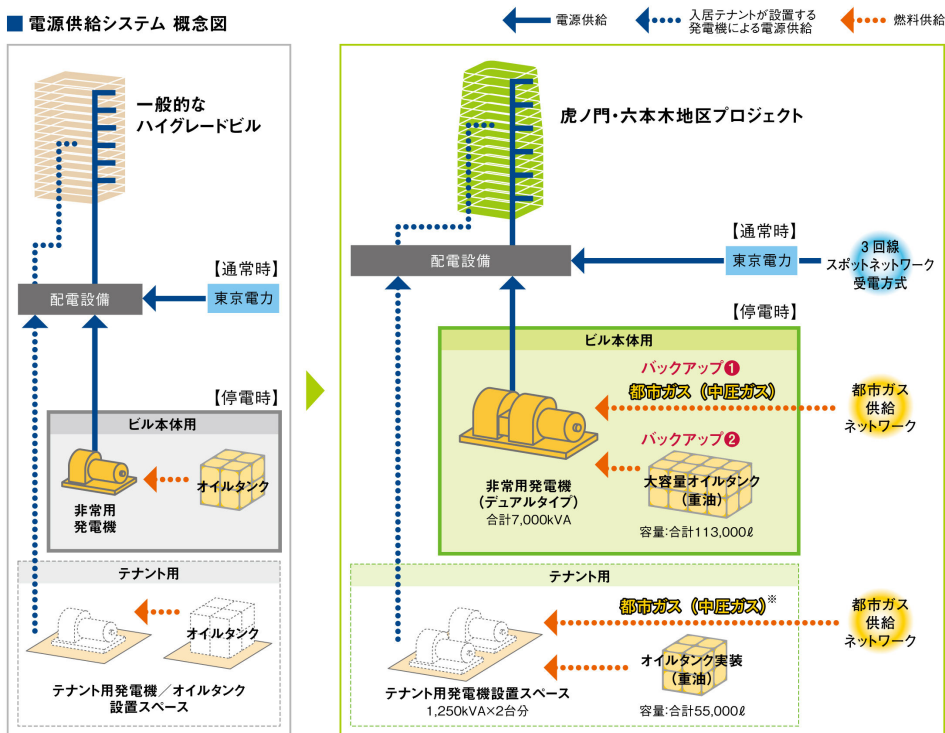 ■ 電源供給システム 概念図
電源供給
入居テナントが設置する
発電機による電源供給
燃料供給
一般的な
ハイグレードビル
【通常時】
配電設備
東京電力
【停電時】
ビル本体用
オイルタンク
非常用
発電機
テナント用
オイルタンク
テナント用発電機/オイルタンク
設置スペース
虎ノ門・六本木地区プロジェクト
【通常時】
配電設備
東京電力
3回線
スポットネットワーク
受電方式
【停電時】
ビル本体用
バックアップ❶
都市ガス(中圧ガス)
都市ガス
供給
ネットワーク
バックアップ❷
非常用発電機
(デュアルタイプ)
合計7,000kVA
大容量オイルタンク
(重油)
容量:合計113,000ℓ
テナント用
都市ガス(中圧ガス)※
都市ガス
供給
ネットワーク
オイルタンク実装
(重油)
テナント用発電機設置スペース
1,250kVA×2台分
容量:合計55,000ℓ